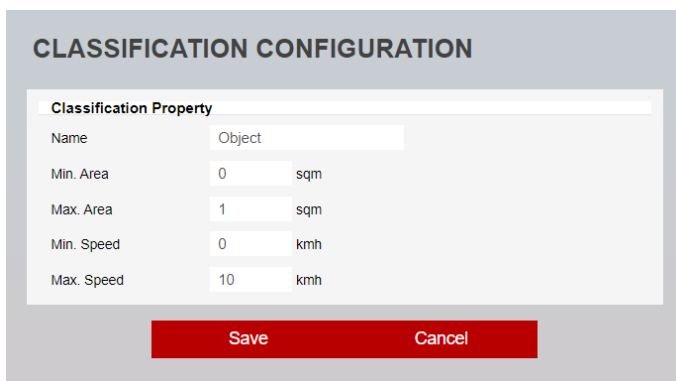 CLASSIFICATION CONFIGURATION
Classification Property
Name Object
Min. Area 0 sqm
Max. Area 1 sqm
Min. Speed 0 kmh
Max. Speed 10 kmh
Save Cancel